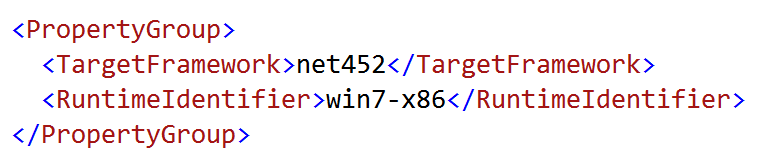 <PropertyGroup>
  <TargetFramework>net452</TargetFramework>
  <RuntimeIdentifier>win7-x86</RuntimeIdentifier>
</PropertyGroup>